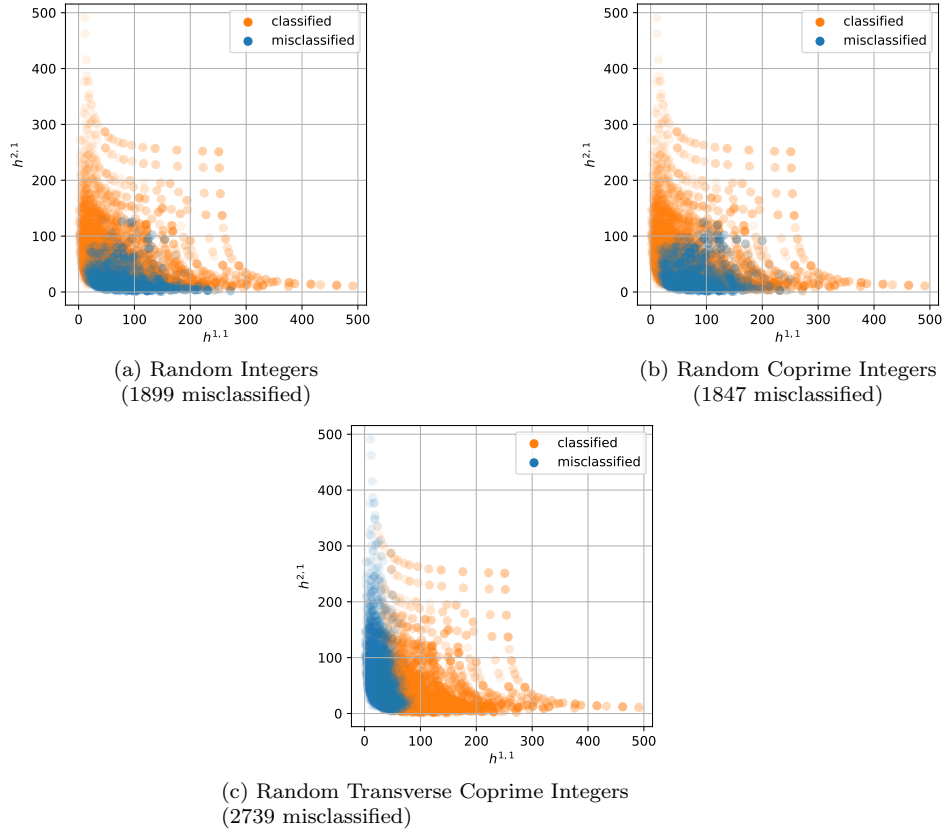 500
400
300
200
100
0
h^{2,1}
classified
misclassified
0 100 200 300 400 500
h^{1,1}
(a) Random Integers
(1899 misclassified)
500
400
300
200
100
0
h^{2,1}
classified
misclassified
0 100 200 300 400 500
h^{1,1}
(b) Random Coprime Integers
(1847 misclassified)
500
400
300
200
100
0
h^{2,1}
classified
misclassified
0 100 200 300 400 500
h^{1,1}
(c) Random Transverse Coprime Integers
(2739 misclassified)